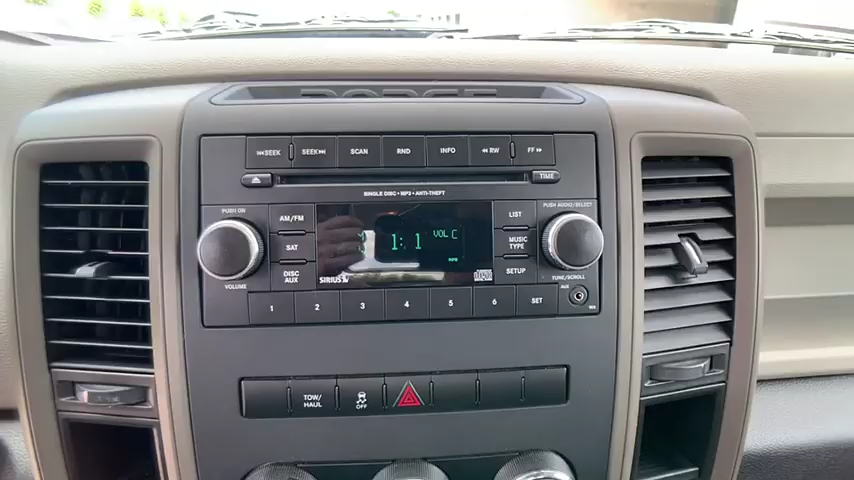 DODGE
⏮SEEK SEEK⏭ SCAN RND INFO ◀◀ RW FF ▶▶
TIME
SINGLE DISC • MP3 • ANTI-THEFT
PUSH ON
PUSH AUDIO/SELECT
AM/FM
LIST
1: 1 VOL
SAT
MUSIC
TYPE
DISC
AUX
SETUP
SIRIUS
VOLUME
TUNE/SCROLL
AUX
1 2 3 4 5 6 SET
TOW/
HAUL
OFF